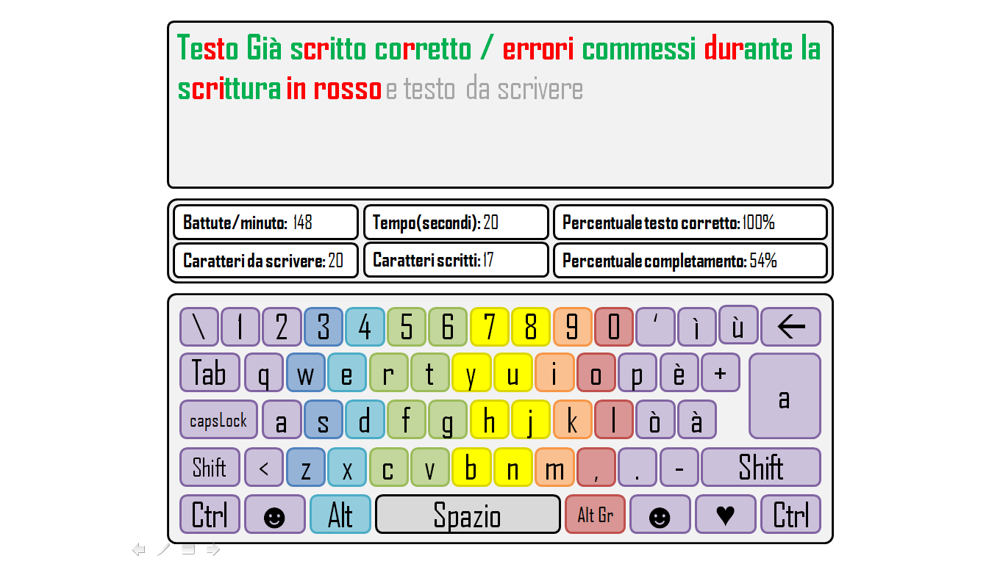 Testo Già scritto corretto / errori commessi durante la
scrittura in rosso e testo da scrivere
Battute/minuto: 148 Tempo(secondi): 20 Percentuale testo corretto: 100%
Caratteri da scrivere: 20 Caratteri scritti: 17 Percentuale completamento: 54%
\ 1 2 3 4 5 6 7 8 9 0 ‘ ì ù ←
Tab q w e r t y u i o p è +
capsLock a s d f g h j k l ò à a
Shift < z x c v b n m , . - Shift
Ctrl ☻ Alt Spazio Alt Gr ☻ ♥ Ctrl